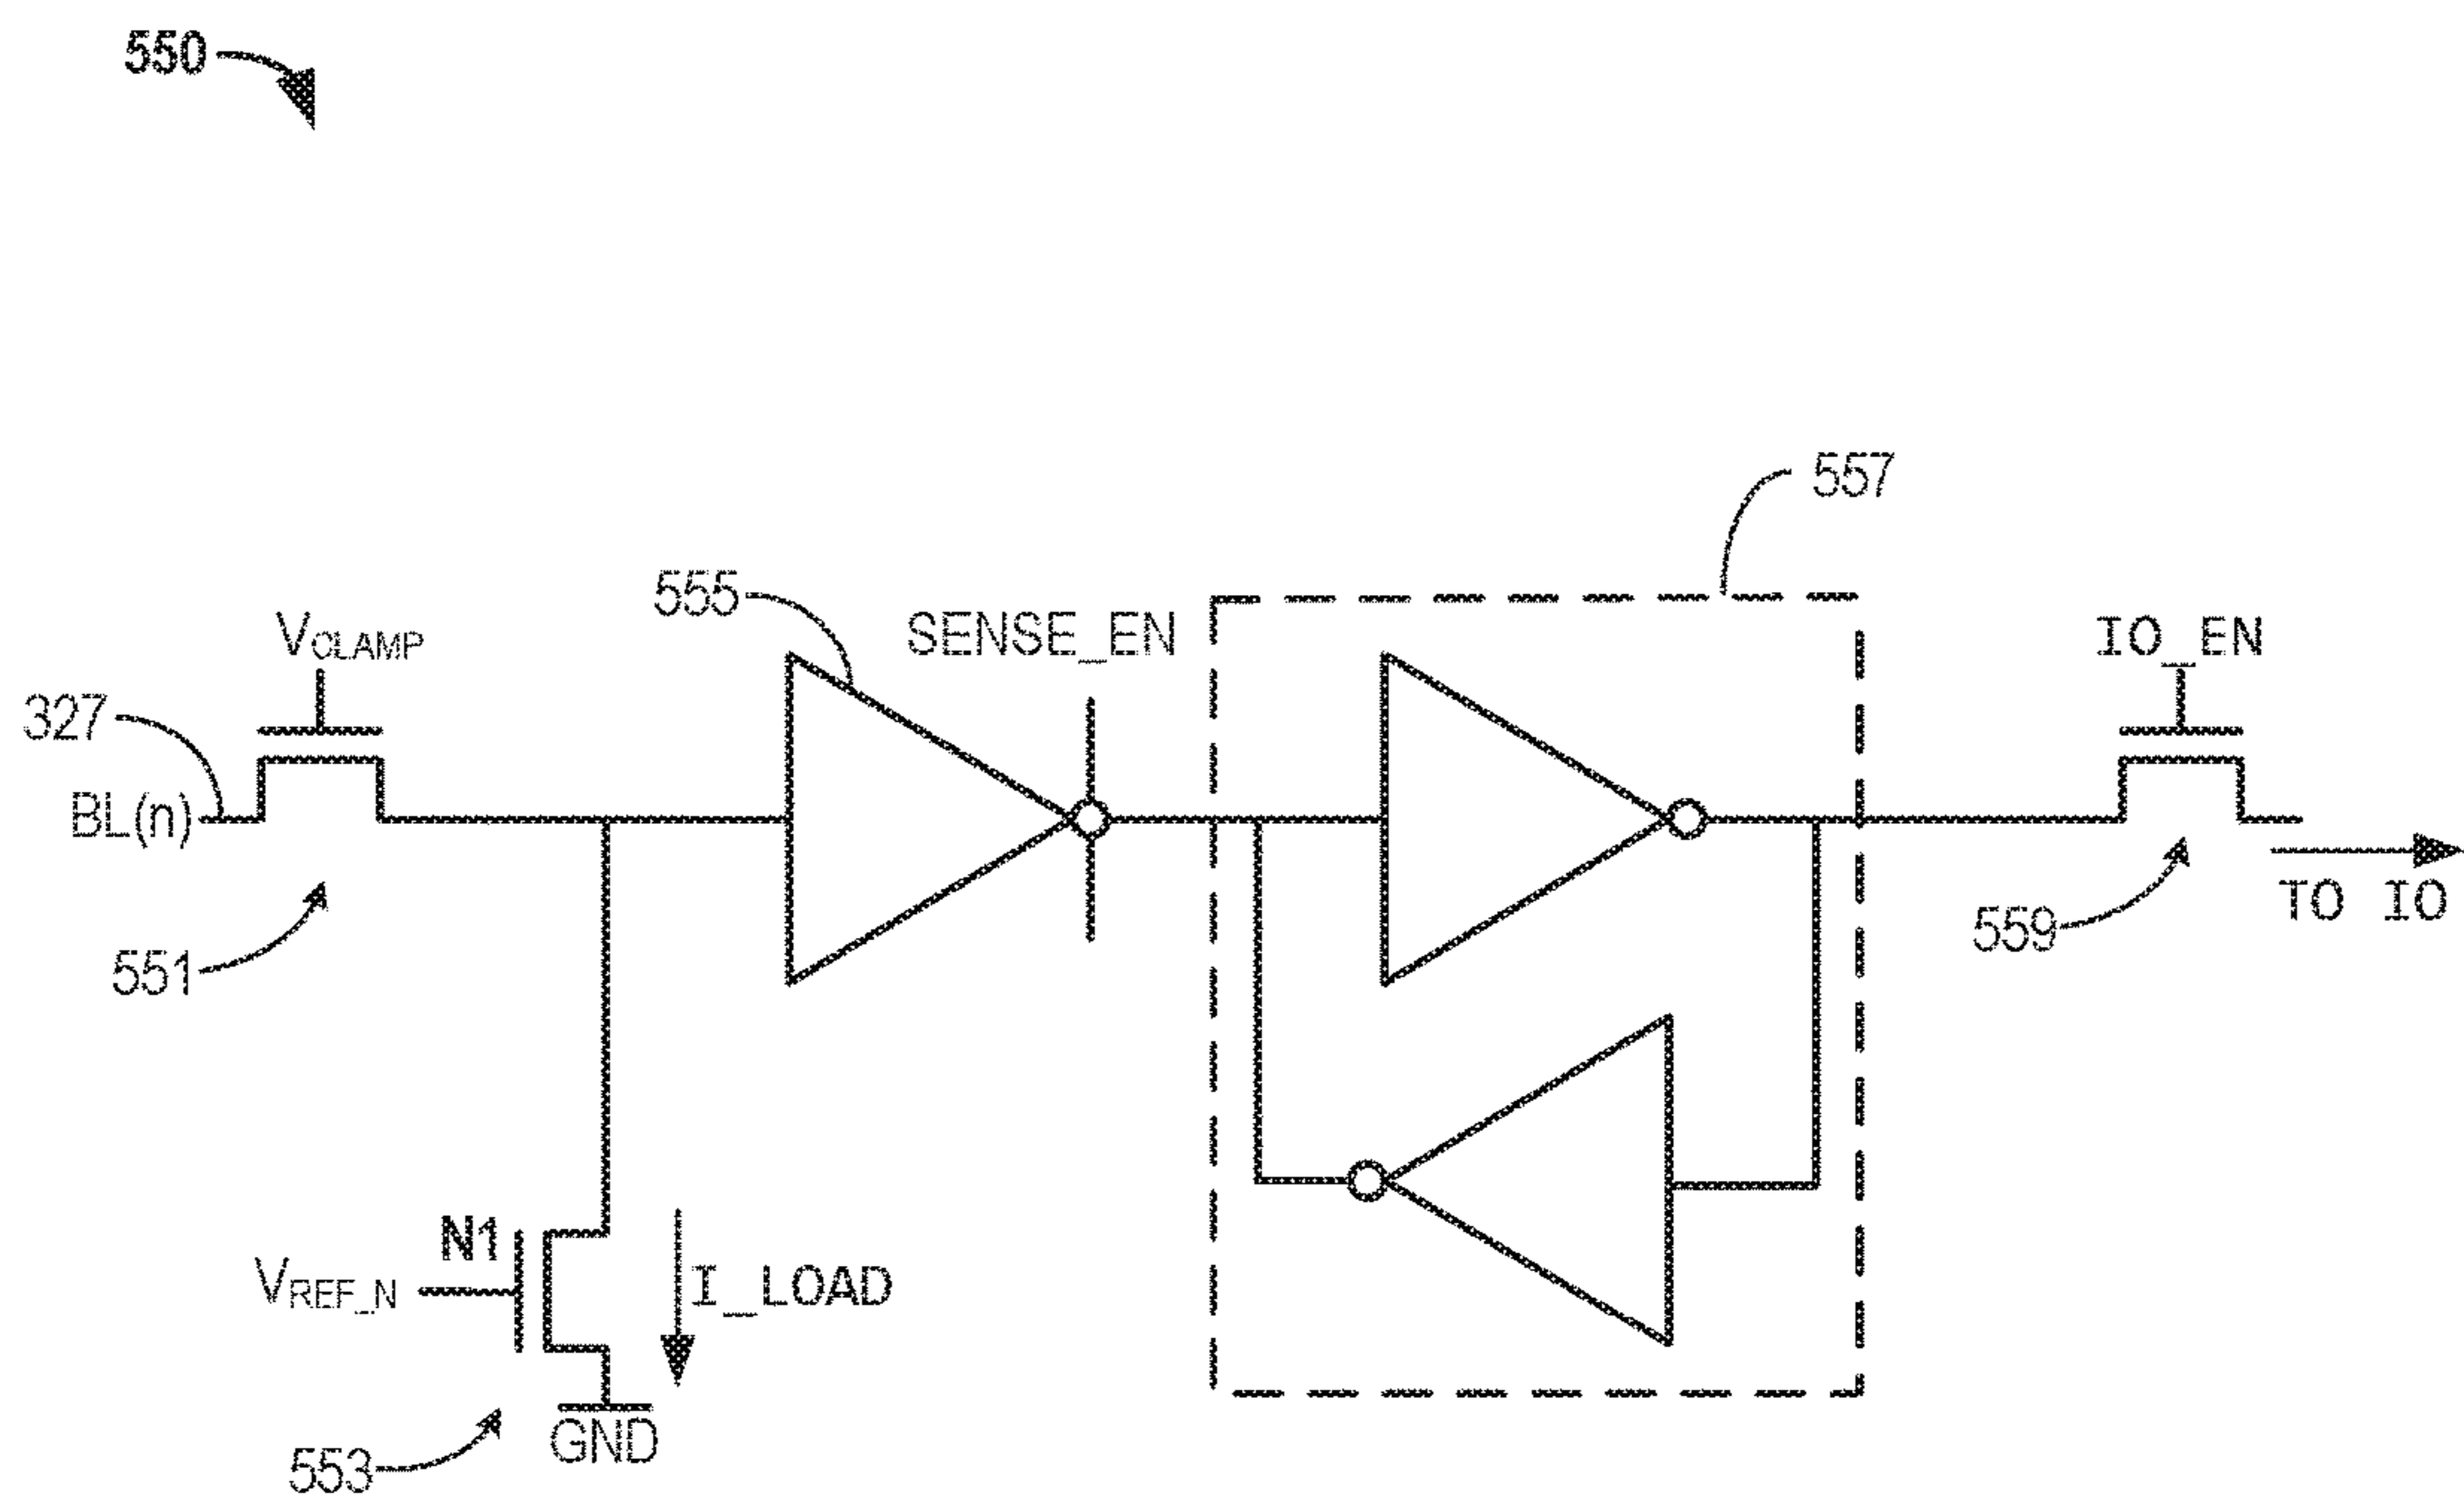 550
557
555
SENSE_EN
IO_EN
VCLAMP
327
BL(n)
TO IO
559
551
N1
VREF_N
I_LOAD
GND
553